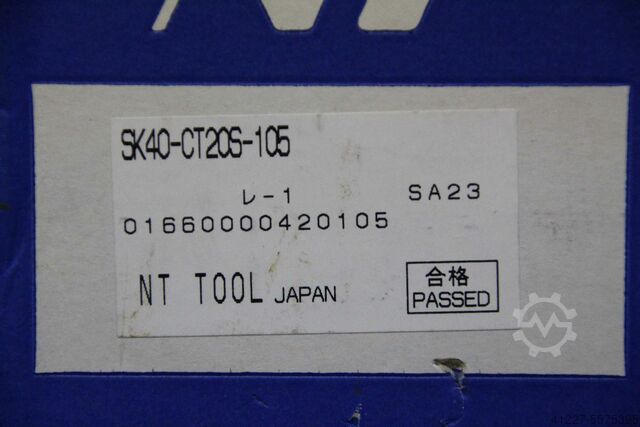 SK40-CT20S-105
レ-1 SA23
01660000420105
NT TOOL JAPAN
合格
PASSED